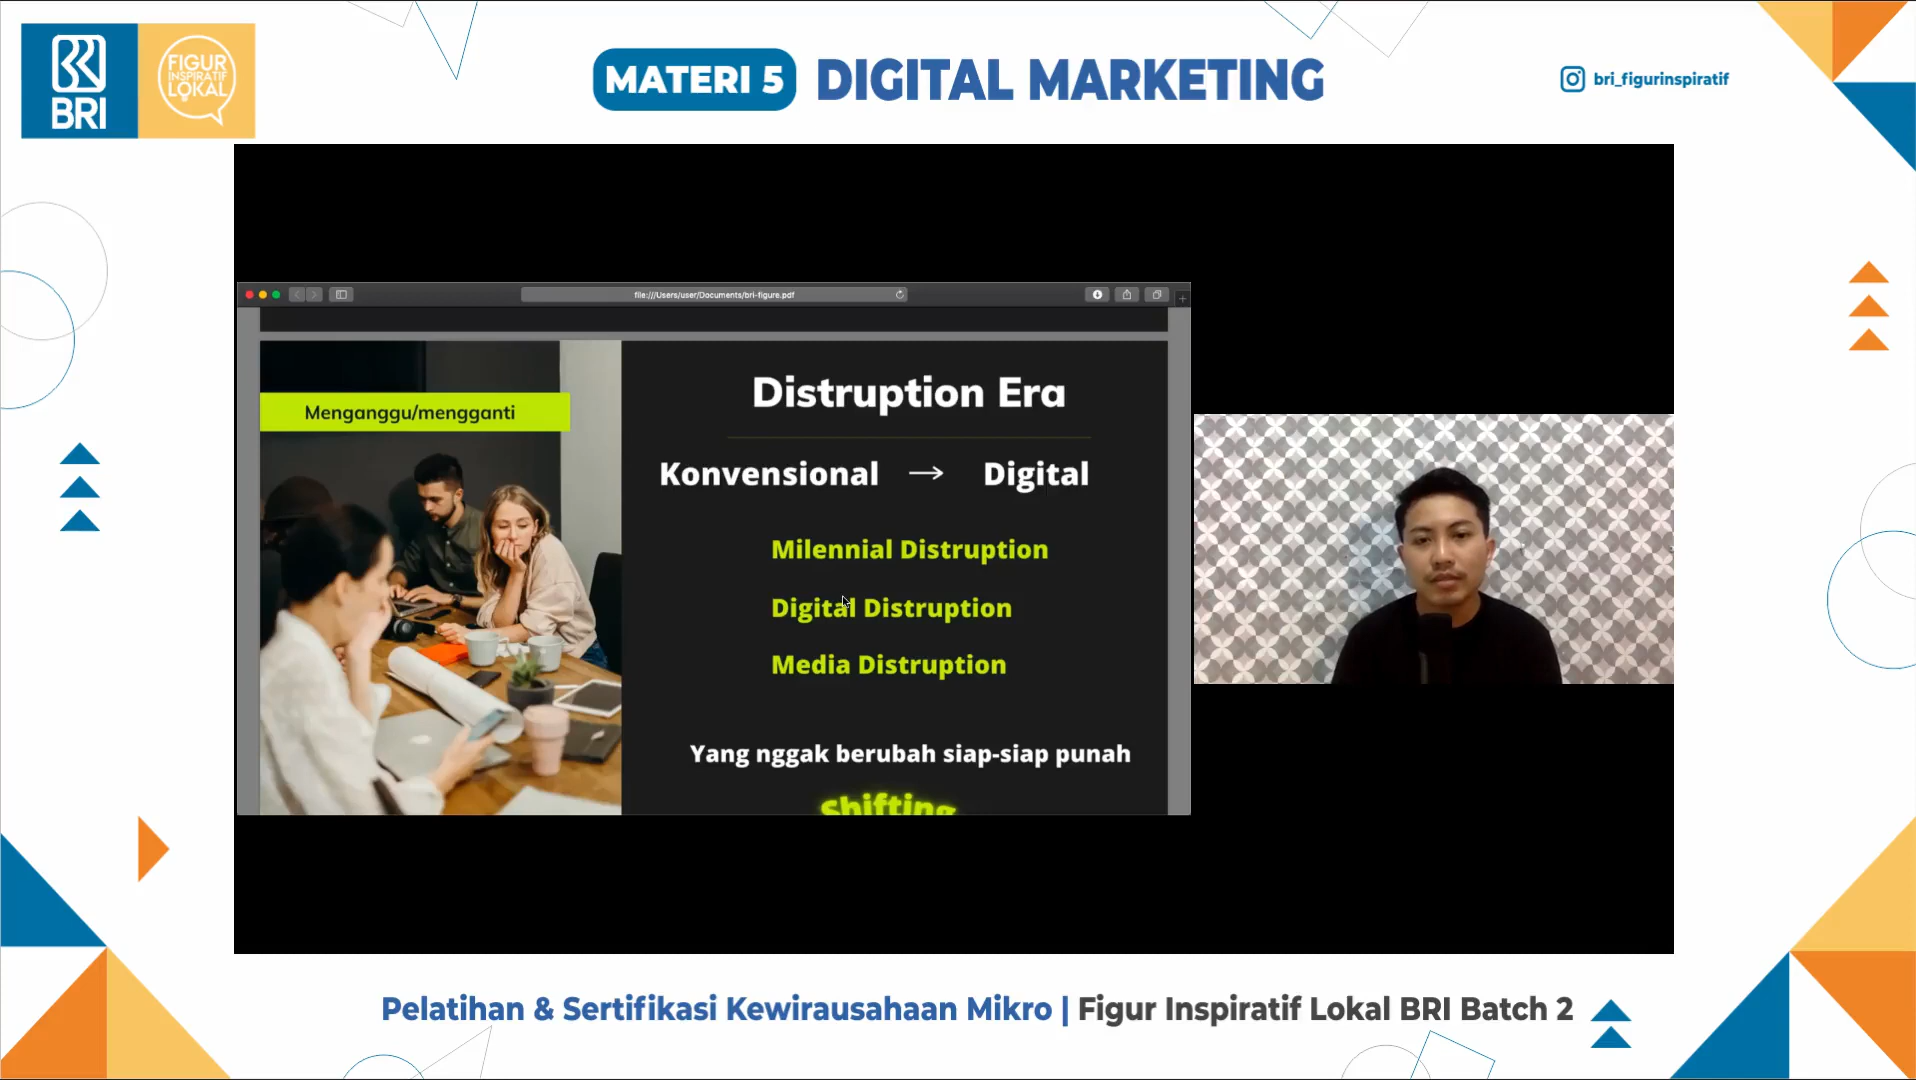 BRI
FIGUR
INSPIRATIF
LOKAL
MATERI 5 DIGITAL MARKETING
bri_figurinspiratif
file:///Users/user/Documents/bri-figure.pdf
Menganggu/mengganti
Distruption Era
Konvensional → Digital
Milennial Distruption
Digital Distruption
Media Distruption
Yang nggak berubah siap-siap punah
Shifting
Pelatihan & Sertifikasi Kewirausahaan Mikro | Figur Inspiratif Lokal BRI Batch 2